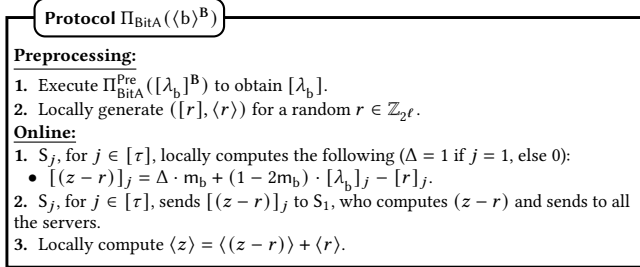 Protocol Π_BitA(⟨b⟩^B)
Preprocessing:
1. Execute Π^Pre_BitA([λ_b]^B) to obtain [λ_b].
2. Locally generate ([r], ⟨r⟩) for a random r ∈ ℤ_{2^ℓ}.
Online:
1. S_j, for j ∈ [τ], locally computes the following (Δ = 1 if j = 1, else 0):
• [(z − r)]_j = Δ · m_b + (1 − 2m_b) · [λ_b]_j − [r]_j.
2. S_j, for j ∈ [τ], sends [(z − r)]_j to S_1, who computes (z − r) and sends to all
the servers.
3. Locally compute ⟨z⟩ = ⟨(z − r)⟩ + ⟨r⟩.